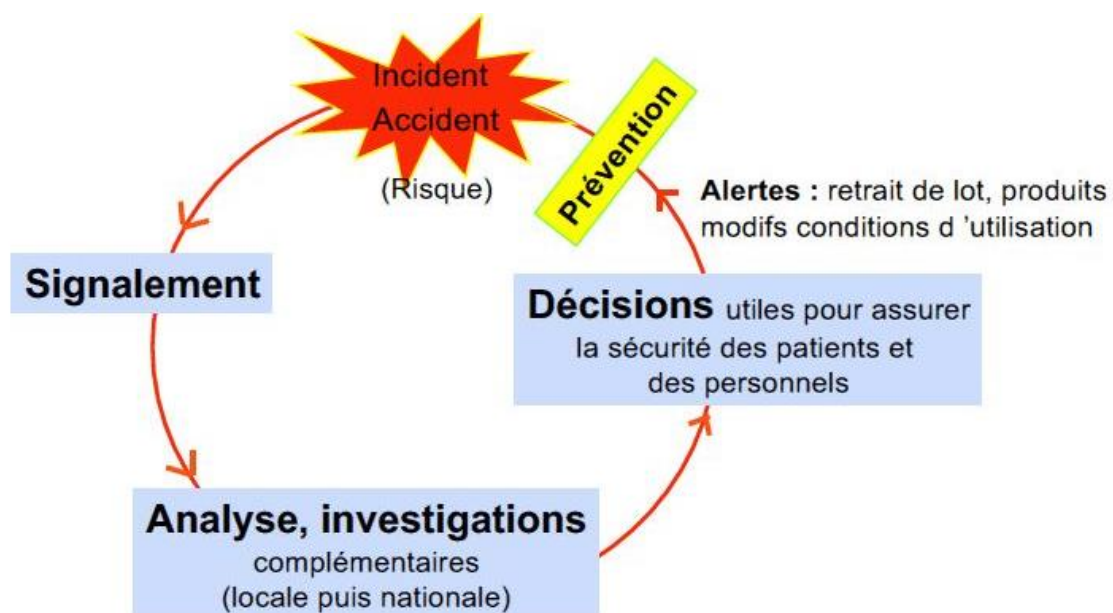 Incident
Accident
(Risque)
Prévention
Alertes : retrait de lot, produits
modifs conditions d 'utilisation
Signalement
Décisions utiles pour assurer
la sécurité des patients et
des personnels
Analyse, investigations
complémentaires
(locale puis nationale)